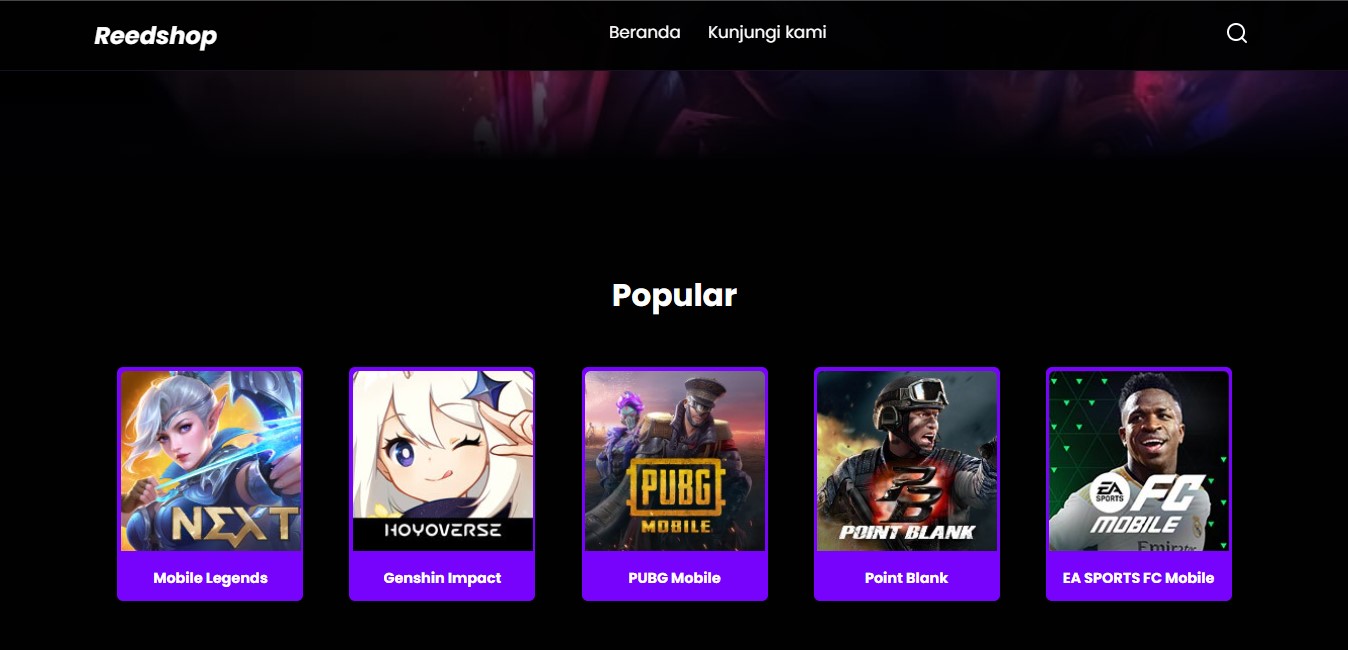 Reedshop
Beranda
Kunjungi kami
Popular
NEXT
HOYOVERSE
PUBG
MOBILE
PB
POINT BLANK
EA
SPORTS
FC
MOBILE
Emirates
Mobile Legends
Genshin Impact
PUBG Mobile
Point Blank
EA SPORTS FC Mobile